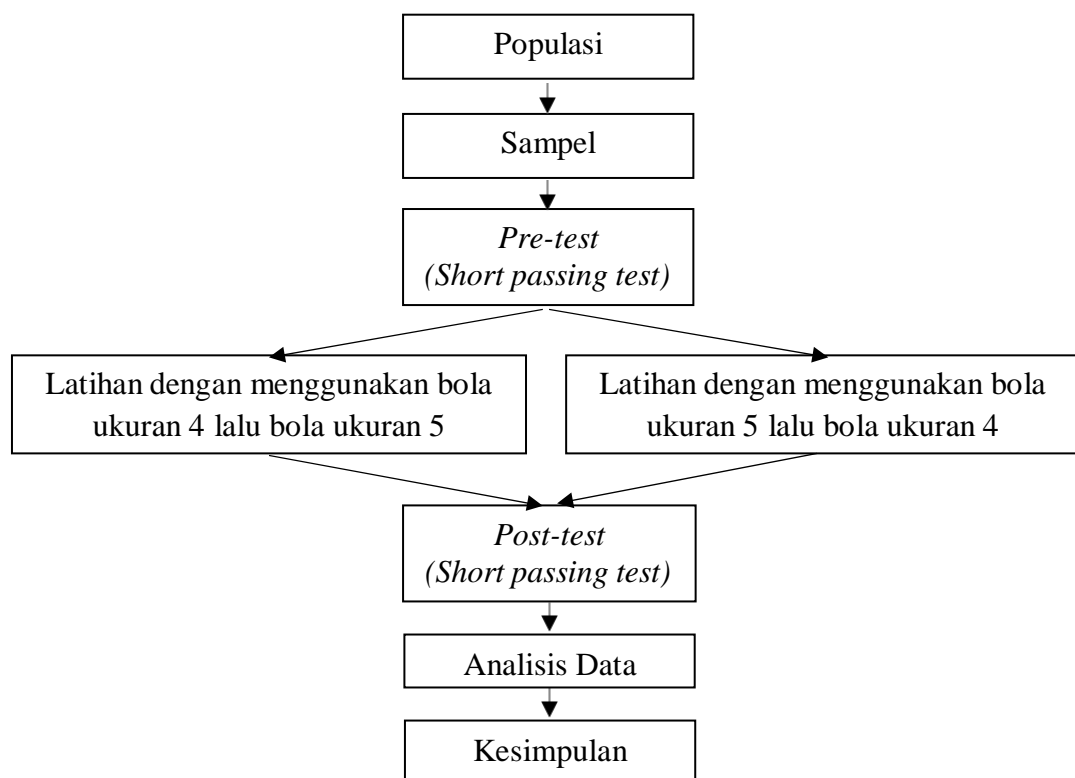 Populasi
Sampel
Pre-test
(Short passing test)
Latihan dengan menggunakan bola
ukuran 4 lalu bola ukuran 5
Latihan dengan menggunakan bola
ukuran 5 lalu bola ukuran 4
Post-test
(Short passing test)
Analisis Data
Kesimpulan